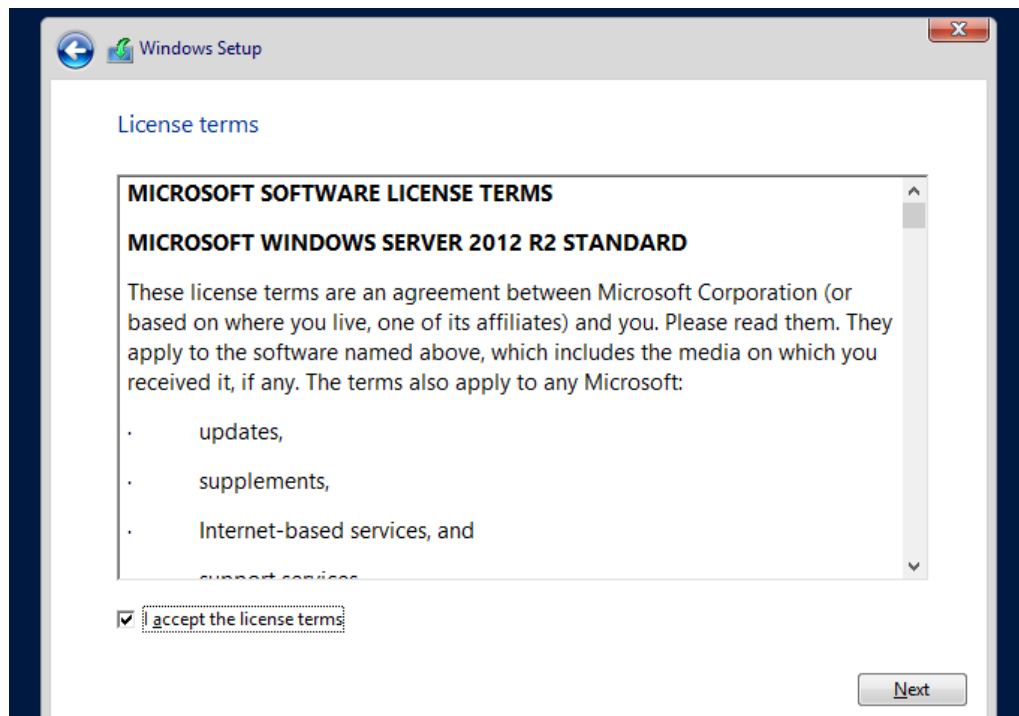 Windows Setup
License terms
MICROSOFT SOFTWARE LICENSE TERMS
MICROSOFT WINDOWS SERVER 2012 R2 STANDARD
These license terms are an agreement between Microsoft Corporation (or
based on where you live, one of its affiliates) and you. Please read them. They
apply to the software named above, which includes the media on which you
received it, if any. The terms also apply to any Microsoft:
· updates,
· supplements,
· Internet-based services, and
support services
I accept the license terms
Next